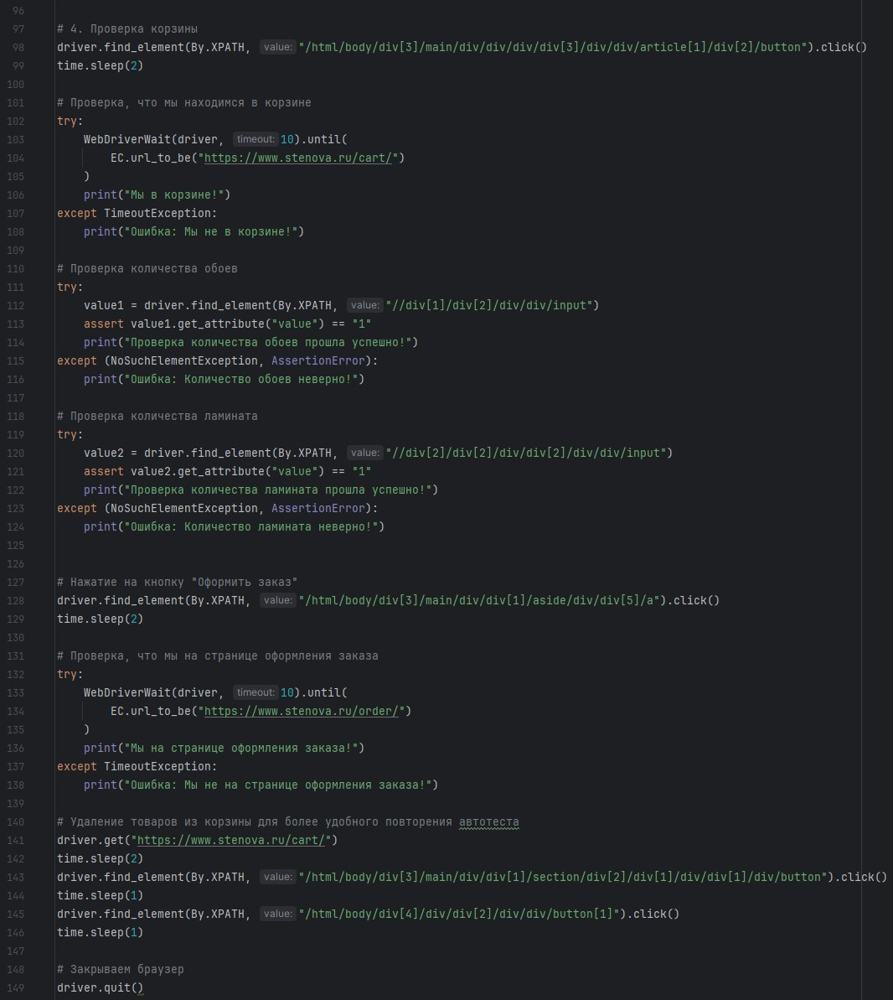 96
97 # 4. Проверка корзины
98 driver.find_element(By.XPATH, value: "/html/body/div[3]/main/div/div/div/div[3]/div/div/article[1]/div[2]/button").click()
99 time.sleep(2)
100
101 # Проверка, что мы находимся в корзине
102 try:
103     WebDriverWait(driver, timeout: 10).until(
104         EC.url_to_be("https://www.stenova.ru/cart/")
105     )
106     print("Мы в корзине!")
107 except TimeoutException:
108     print("Ошибка: Мы не в корзине!")
109
110 # Проверка количества обоев
111 try:
112     value1 = driver.find_element(By.XPATH, value: "//div[1]/div[2]/div/div/input")
113     assert value1.get_attribute("value") == "1"
114     print("Проверка количества обоев прошла успешно!")
115 except (NoSuchElementException, AssertionError):
116     print("Ошибка: Количество обоев неверно!")
117
118 # Проверка количества ламината
119 try:
120     value2 = driver.find_element(By.XPATH, value: "//div[2]/div[2]/div/div[2]/div/div/input")
121     assert value2.get_attribute("value") == "1"
122     print("Проверка количества ламината прошла успешно!")
123 except (NoSuchElementException, AssertionError):
124     print("Ошибка: Количество ламината неверно!")
125
126
127 # Нажатие на кнопку "Оформить заказ"
128 driver.find_element(By.XPATH, value: "/html/body/div[3]/main/div/div[1]/aside/div/div[5]/a").click()
129 time.sleep(2)
130
131 # Проверка, что мы на странице оформления заказа
132 try:
133     WebDriverWait(driver, timeout: 10).until(
134         EC.url_to_be("https://www.stenova.ru/order/")
135     )
136     print("Мы на странице оформления заказа!")
137 except TimeoutException:
138     print("Ошибка: Мы не на странице оформления заказа!")
139
140 # Удаление товаров из корзины для более удобного повторения автотеста
141 driver.get("https://www.stenova.ru/cart/")
142 time.sleep(2)
143 driver.find_element(By.XPATH, value: "/html/body/div[3]/main/div/div[1]/section/div[2]/div[1]/div/div[1]/div/button").click()
144 time.sleep(1)
145 driver.find_element(By.XPATH, value: "/html/body/div[4]/div/div[2]/div/div/button[1]").click()
146 time.sleep(1)
147
148 # Закрываем браузер
149 driver.quit()